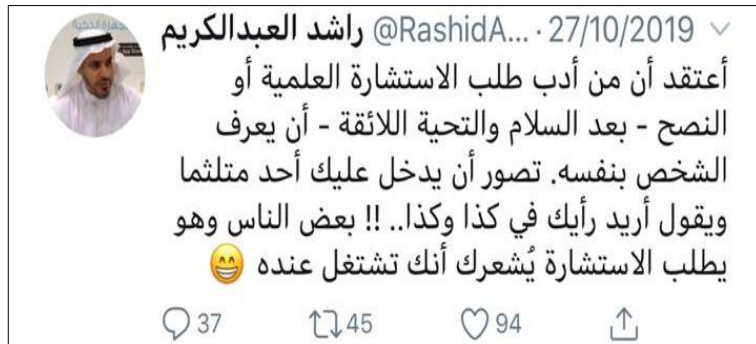 راشد العبدالكريم @RashidA... · 27/10/2019
أعتقد أن من أدب طلب الاستشارة العلمية أو
النصح - بعد السلام والتحية اللائقة - أن يعرف
الشخص بنفسه. تصور أن يدخل عليك أحد متلثما
ويقول أريد رأيك في كذا وكذا.. !! بعض الناس وهو
يطلب الاستشارة يُشعرك أنك تشتغل عنده 😁
37 45 94